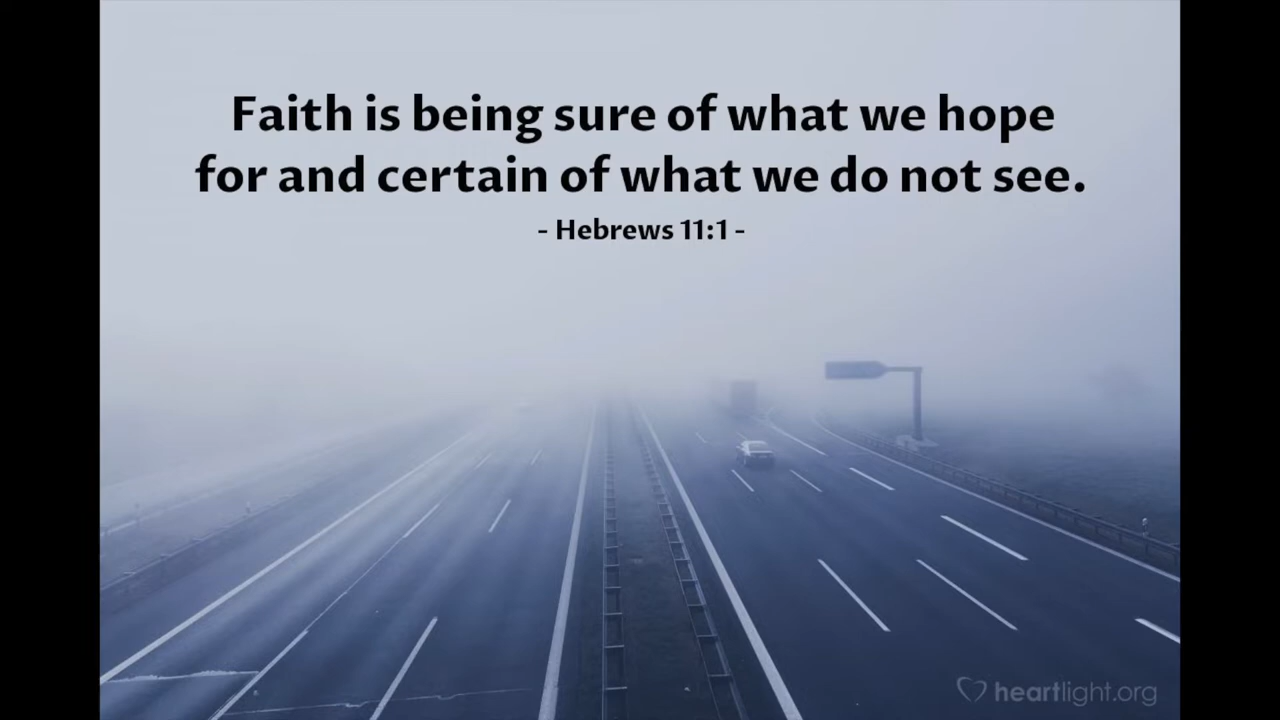 Faith is being sure of what we hope
for and certain of what we do not see.
- Hebrews 11:1 -
heartlight.org